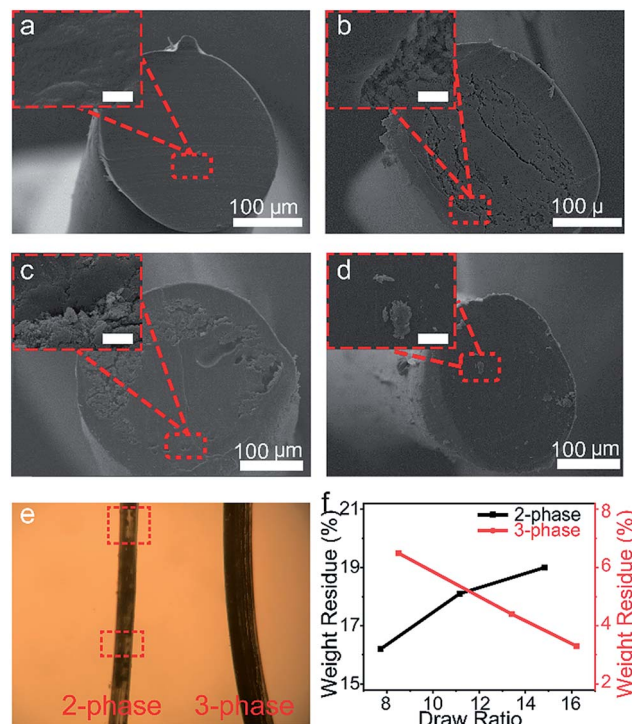 a
100 μm
b
100 μ
c
100 μm
d
100 μm
e
2-phase
3-phase
f
Weight Residue (%)
21
19
17
15
2-phase
3-phase
8
6
4
2
Weight Residue (%)
8 10 12 14 16
Draw Ratio